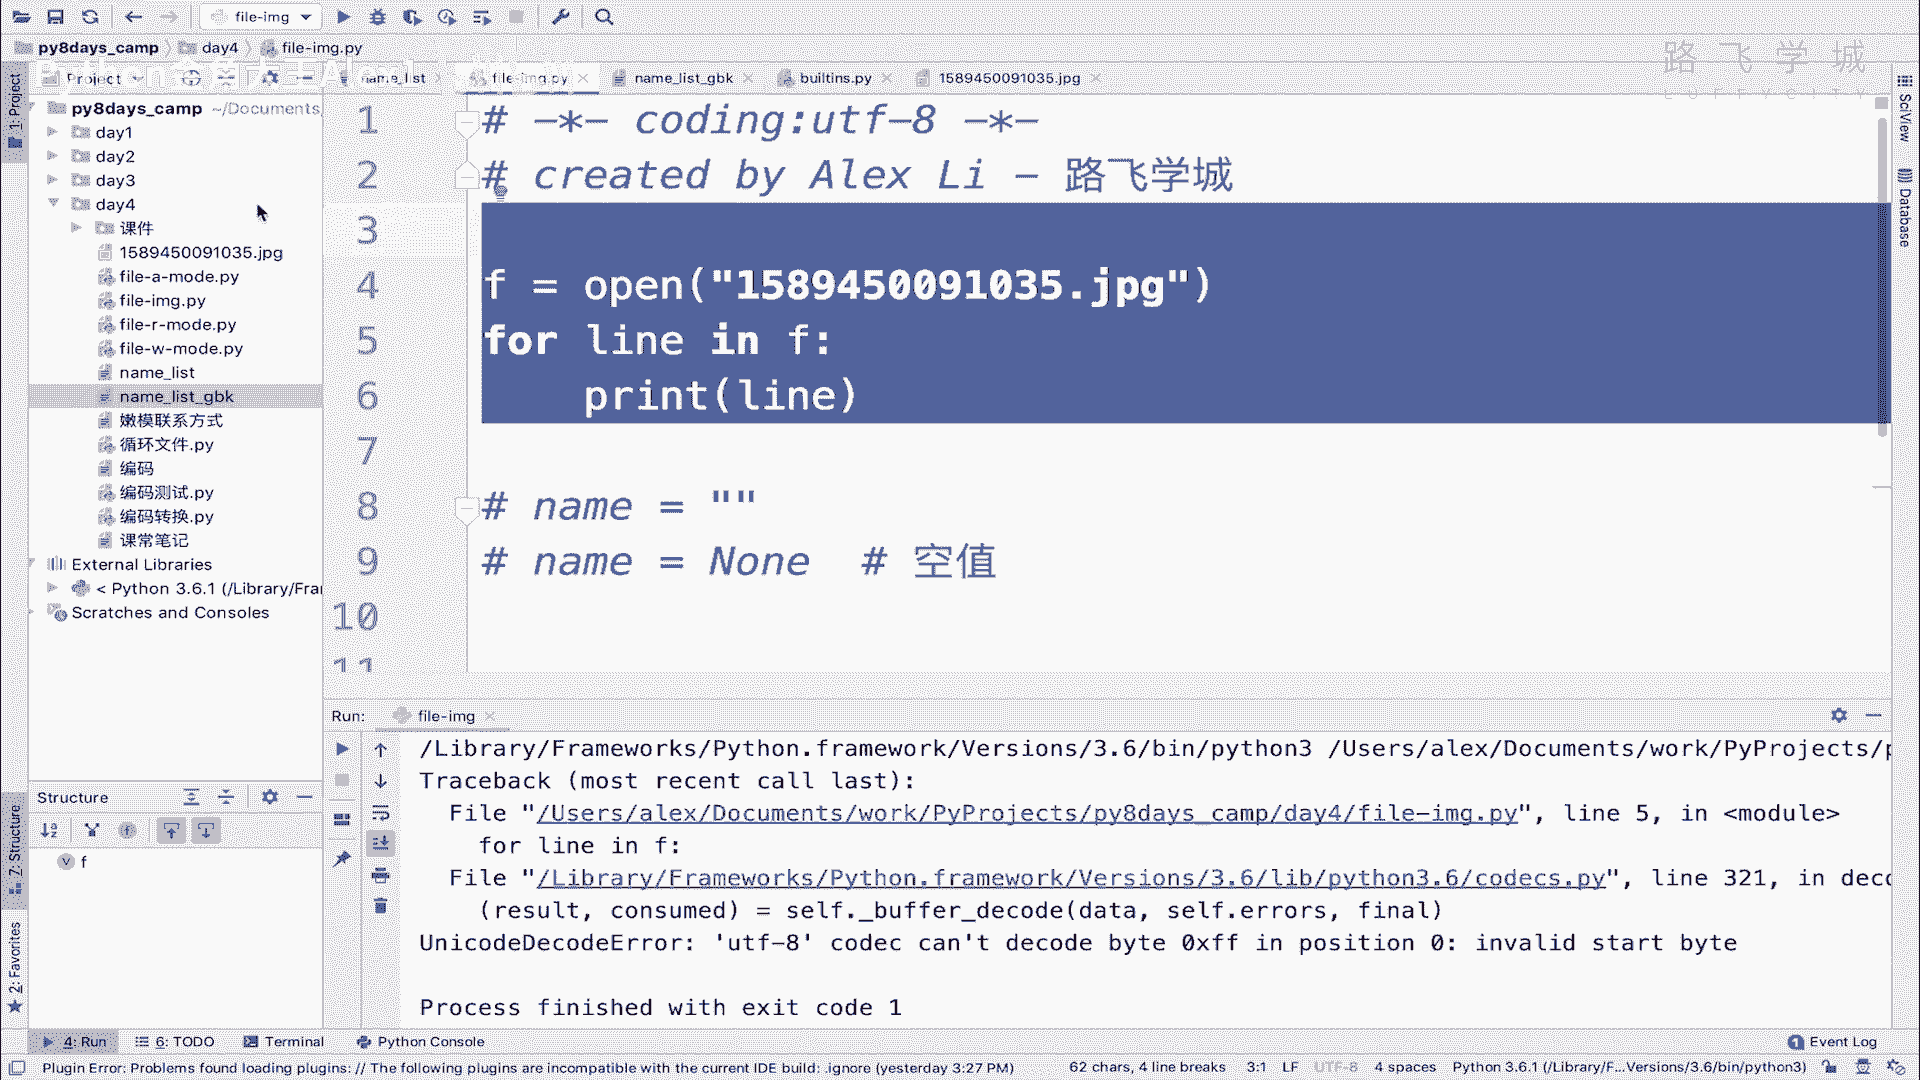 file-img
py8days_camp day4 file-img.py
路飞学城
LUFFYCITY
1: Project
Project
name_list
file-img.py
name_list_gbk
builtins.py
1589450091035.jpg
SciView
Database
py8days_camp ~/Documents
day1
day2
day3
day4
课件
1589450091035.jpg
file-a-mode.py
file-img.py
file-r-mode.py
file-w-mode.py
name_list
name_list_gbk
嫩模联系方式
循环文件.py
编码
编码测试.py
编码转换.py
课常笔记
External Libraries
< Python 3.6.1 (/Library/Fra
Scratches and Consoles
1 # -*- coding:utf-8 -*-
2 # created by Alex Li - 路飞学城
3
4 f = open("1589450091035.jpg")
5 for line in f:
6 print(line)
7
8 # name = ""
9 # name = None # 空值
10
11
Run: file-img
/Library/Frameworks/Python.framework/Versions/3.6/bin/python3 /Users/alex/Documents/work/PyProjects/p
Traceback (most recent call last):
File "/Users/alex/Documents/work/PyProjects/py8days_camp/day4/file-img.py", line 5, in <module>
for line in f:
File "/Library/Frameworks/Python.framework/Versions/3.6/lib/python3.6/codecs.py", line 321, in deco
(result, consumed) = self._buffer_decode(data, self.errors, final)
UnicodeDecodeError: 'utf-8' codec can't decode byte 0xff in position 0: invalid start byte
Process finished with exit code 1
Structure
f
7: Structure
2: Favorites
4: Run
6: TODO
Terminal
Python Console
Event Log
Plugin Error: Problems found loading plugins: // The following plugins are incompatible with the current IDE build: .ignore (yesterday 3:27 PM)
62 chars, 4 line breaks 3:1 LF UTF-8 4 spaces Python 3.6.1 (/Library/F...Versions/3.6/bin/python3)